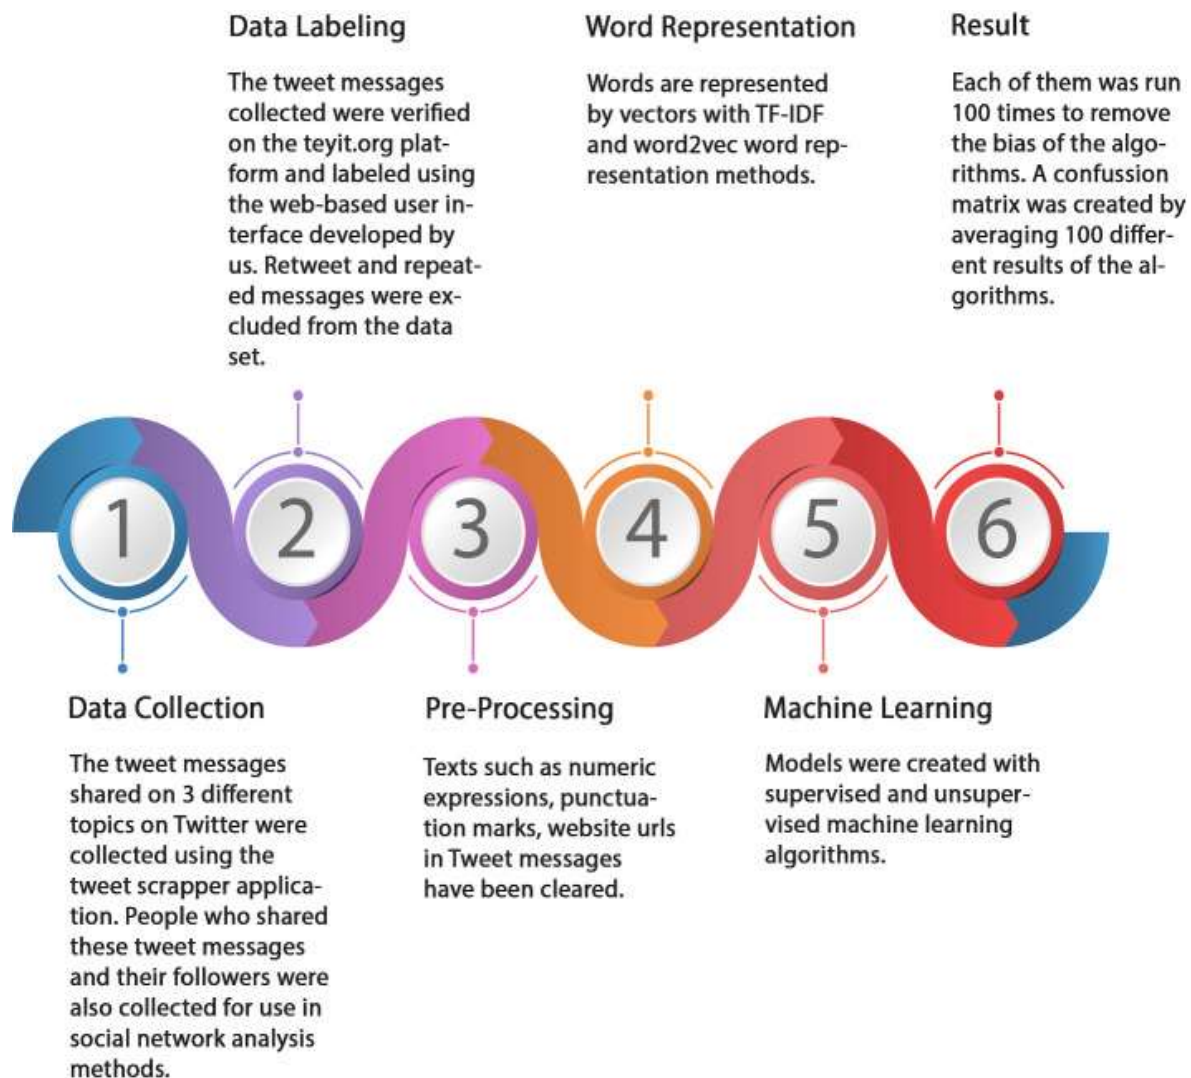 Data Labeling
The tweet messages
collected were verified
on the teyit.org plat-
form and labeled using
the web-based user in-
terface developed by
us. Retweet and repeat-
ed messages were ex-
cluded from the data
set.
Word Representation
Words are represented
by vectors with TF-IDF
and word2vec word rep-
resentation methods.
Result
Each of them was run
100 times to remove
the bias of the algo-
rithms. A confussion
matrix was created by
averaging 100 differ-
ent results of the al-
gorithms.
1
2
3
4
5
6
Data Collection
The tweet messages
shared on 3 different
topics on Twitter were
collected using the
tweet scrapper applica-
tion. People who shared
these tweet messages
and their followers were
also collected for use in
social network analysis
methods.
Pre-Processing
Texts such as numeric
expressions, punctua-
tion marks, website urls
in Tweet messages
have been cleared.
Machine Learning
Models were created with
supervised and unsuper-
vised machine learning
algorithms.